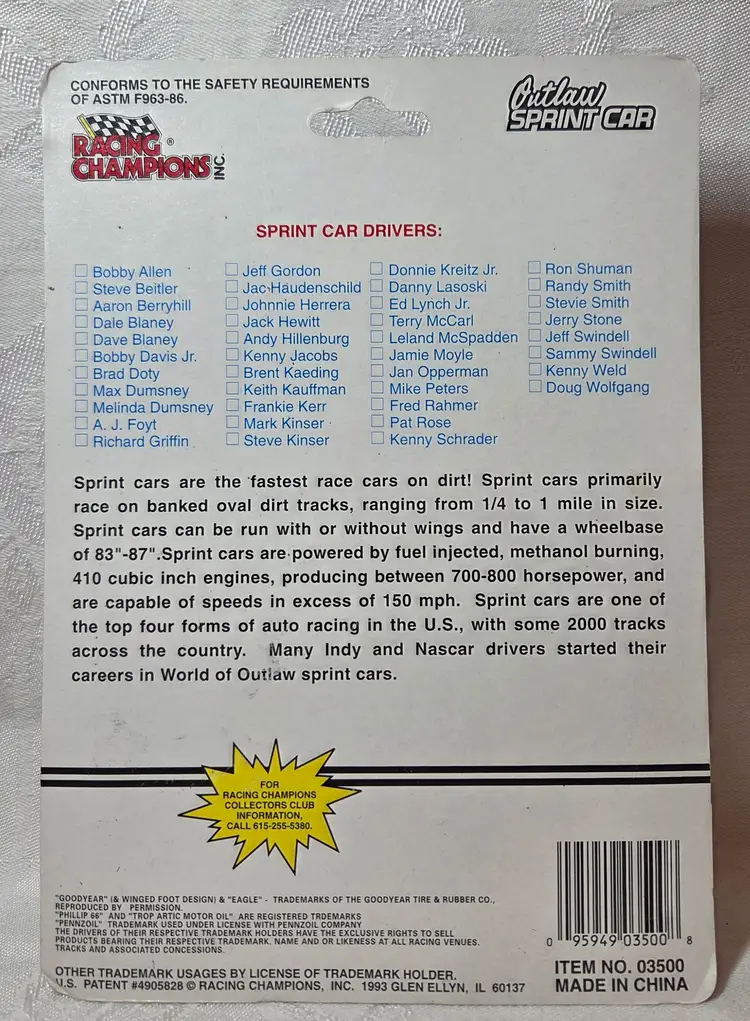 CONFORMS TO THE SAFETY REQUIREMENTS
OF ASTM F963-86.
RACING ®
CHAMPIONS INC.
Outlaw
SPRINT CAR
SPRINT CAR DRIVERS:
Bobby Allen
Steve Beitler
Aaron Berryhill
Dale Blaney
Dave Blaney
Bobby Davis Jr.
Brad Doty
Max Dumsney
Melinda Dumsney
A. J. Foyt
Richard Griffin
Jeff Gordon
Jac Haudenschild
Johnnie Herrera
Jack Hewitt
Andy Hillenburg
Kenny Jacobs
Brent Kaeding
Keith Kauffman
Frankie Kerr
Mark Kinser
Steve Kinser
Donnie Kreitz Jr.
Danny Lasoski
Ed Lynch Jr.
Terry McCarl
Leland McSpadden
Jamie Moyle
Jan Opperman
Mike Peters
Fred Rahmer
Pat Rose
Kenny Schrader
Ron Shuman
Randy Smith
Stevie Smith
Jerry Stone
Jeff Swindell
Sammy Swindell
Kenny Weld
Doug Wolfgang
Sprint cars are the fastest race cars on dirt! Sprint cars primarily
race on banked oval dirt tracks, ranging from 1/4 to 1 mile in size.
Sprint cars can be run with or without wings and have a wheelbase
of 83"-87".Sprint cars are powered by fuel injected, methanol burning,
410 cubic inch engines, producing between 700-800 horsepower, and
are capable of speeds in excess of 150 mph. Sprint cars are one of
the top four forms of auto racing in the U.S., with some 2000 tracks
across the country. Many Indy and Nascar drivers started their
careers in World of Outlaw sprint cars.
FOR
RACING CHAMPIONS
COLLECTORS CLUB
INFORMATION,
CALL 615-255-5380.
"GOODYEAR" (& WINGED FOOT DESIGN) & "EAGLE" - TRADEMARKS OF THE GOODYEAR TIRE & RUBBER CO.,
REPRODUCED BY PERMISSION.
"PHILLIP 66" AND "TROP ARTIC MOTOR OIL" ARE REGISTERED TRDEMARKS
"PENNZOIL" TRADEMARK USED UNDER LICENSE WITH PENNZOIL COMPANY
THE DRIVERS OF THEIR RESPECTIVE TRADEMARK HOLDERS HAVE THE EXCLUSIVE RIGHTS TO SELL
PRODUCTS BEARING THEIR RESPECTIVE TRADEMARK. NAME AND OR LIKENESS AT ALL RACING VENUES.
TRACKS AND ASSOCIATED CONCESSIONS.
OTHER TRADEMARK USAGES BY LICENSE OF TRADEMARK HOLDER.
U.S. PATENT #4905828 © RACING CHAMPIONS, INC. 1993 GLEN ELLYN, IL 60137
0 95949 03500 8
ITEM NO. 03500
MADE IN CHINA